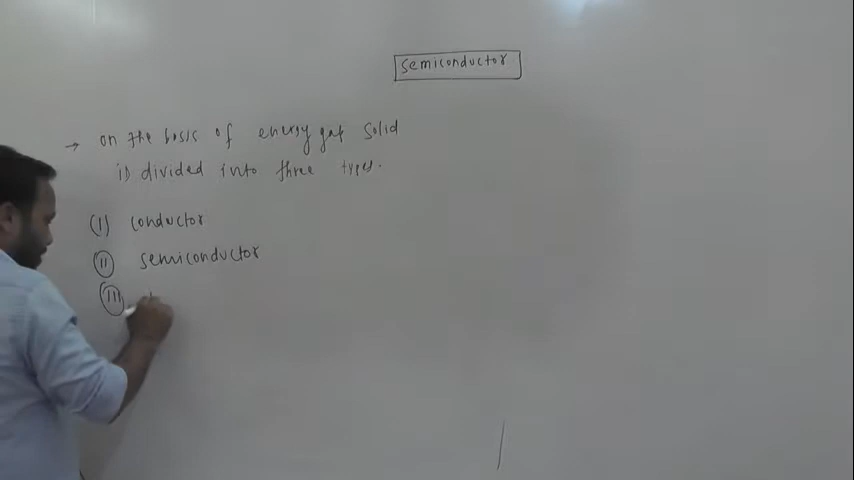 semiconductor
→ on the basis of energy gap solid
is divided into three types.
(I) conductor
(II) semiconductor
(III)